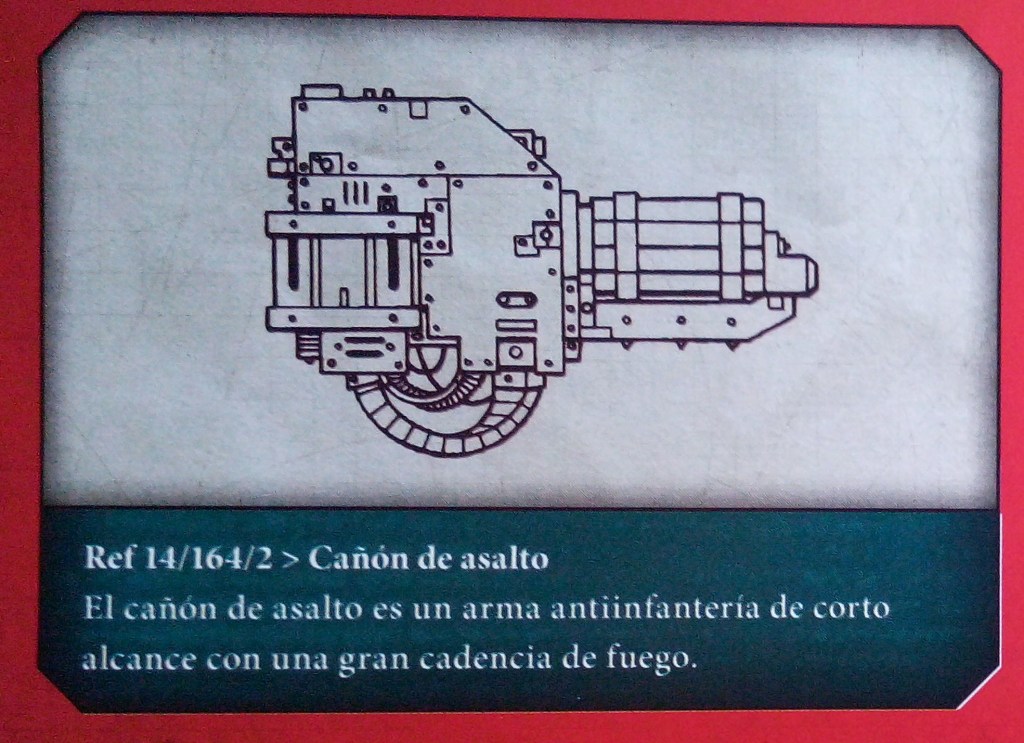 Ref 14/164/2 > Cañón de asalto
El cañón de asalto es un arma antiinfantería de corto
alcance con una gran cadencia de fuego.